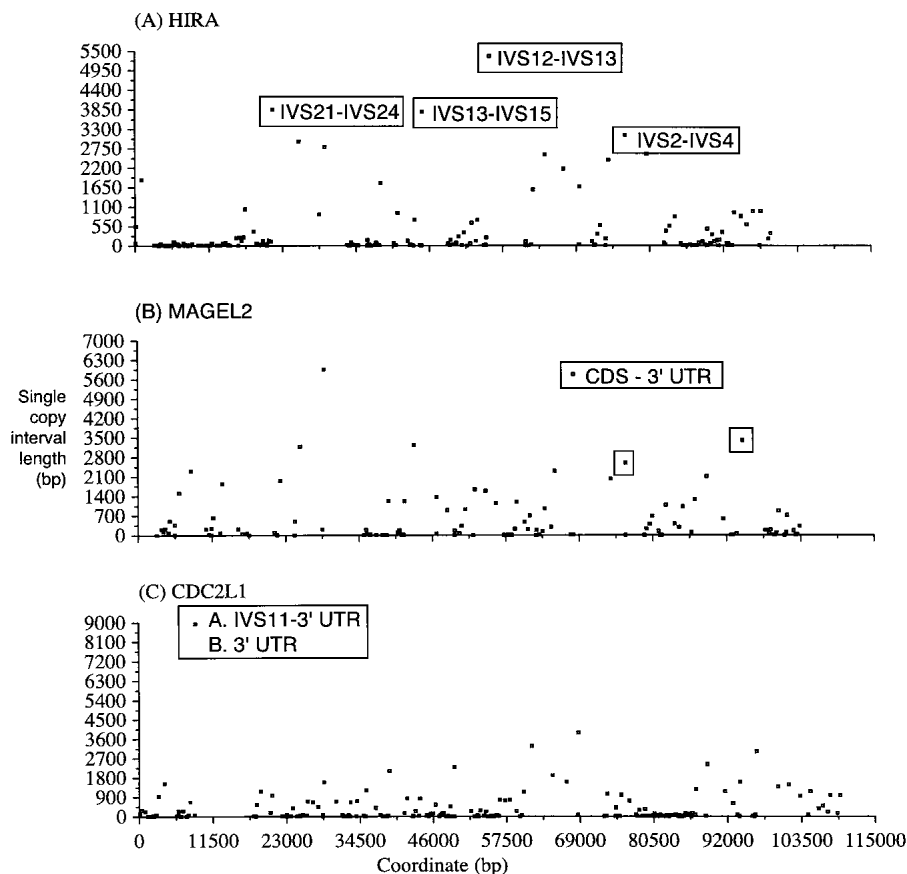 (A) HIRA
5500
4950
4400
3850
3300
2750
2200
1650
1100
550
0
IVS12-IVS13
IVS21-IVS24
IVS13-IVS15
IVS2-IVS4
(B) MAGEL2
7000
6300
5600
4900
4200
3500
2800
2100
1400
700
0
Single
copy
interval
length
(bp)
CDS - 3' UTR
(C) CDC2L1
9000
8100
7200
6300
5400
4500
3600
2700
1800
900
0
A. IVS11-3' UTR
B. 3' UTR
0 11500 23000 34500 46000 57500 69000 80500 92000 103500 115000
Coordinate (bp)